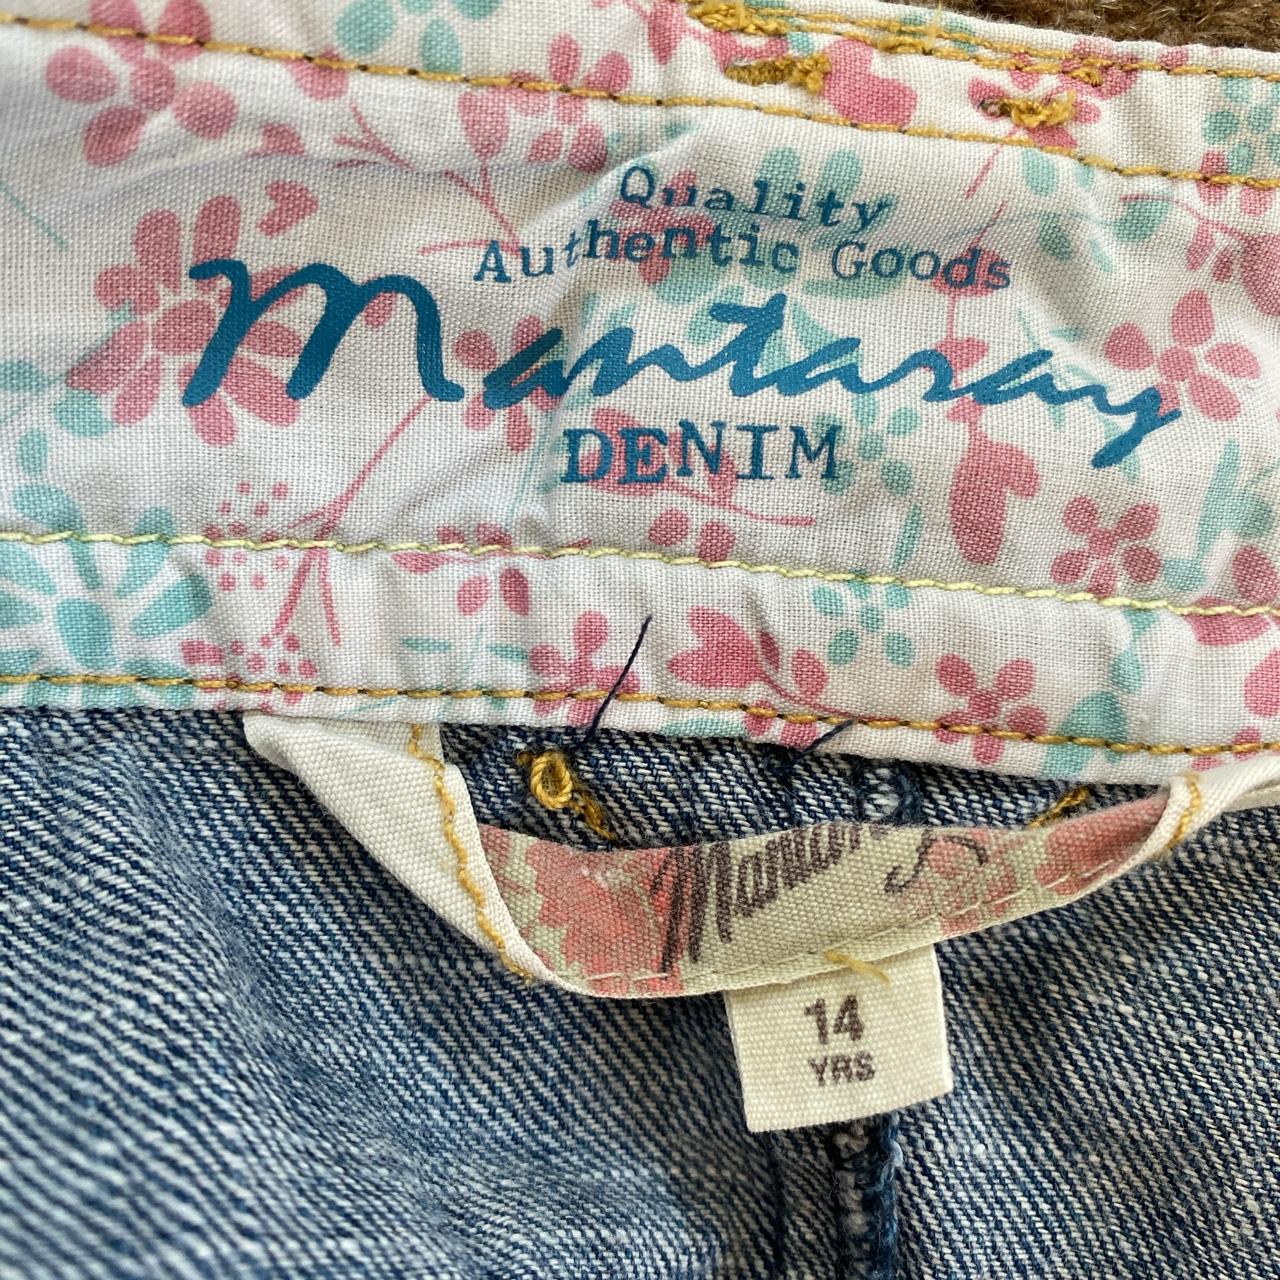 Quality
Authentic Goods
Mantaray
DENIM
14
YRS